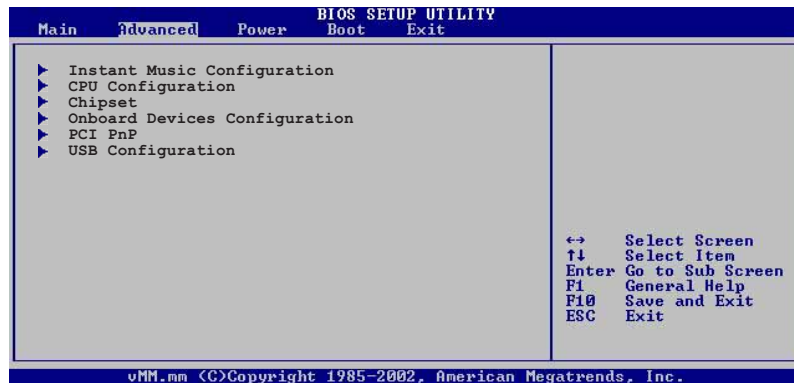 BIOS SETUP UTILITY
Main Advanced Power Boot Exit
Instant Music Configuration
CPU Configuration
Chipset
Onboard Devices Configuration
PCI PnP
USB Configuration
←→ Select Screen
↑↓ Select Item
Enter Go to Sub Screen
F1 General Help
F10 Save and Exit
ESC Exit
vMM.mm (C)Copyright 1985-2002, American Megatrends, Inc.